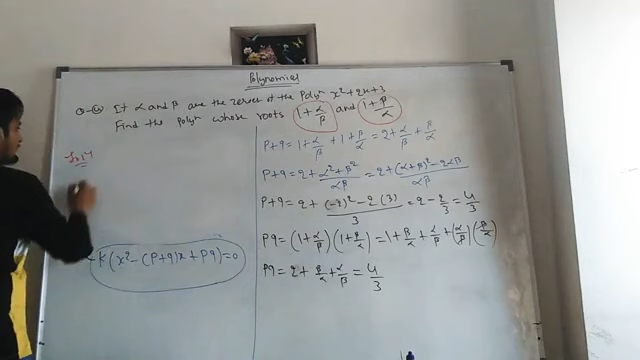 Polynomial
If α and β are the zeroes of the Polyn x²+2x+3
Find the polyn whose roots 1+α/β and 1+β/α
Soln
K(x²-(P+q)x+Pq)=0
P+q = 1+α/β + 1+β/α = 2+α/β+β/α
P+q = 2+(α²+β²)/αβ = 2+((α+β)²-2αβ)/αβ
P+q = 2+((-2)²-2(3))/3 = 2-2/3 = 4/3
Pq = (1+α/β)(1+β/α) = 1+β/α+α/β+(α/β)(β/α)
Pq = 2+β/α+α/β = 4/3